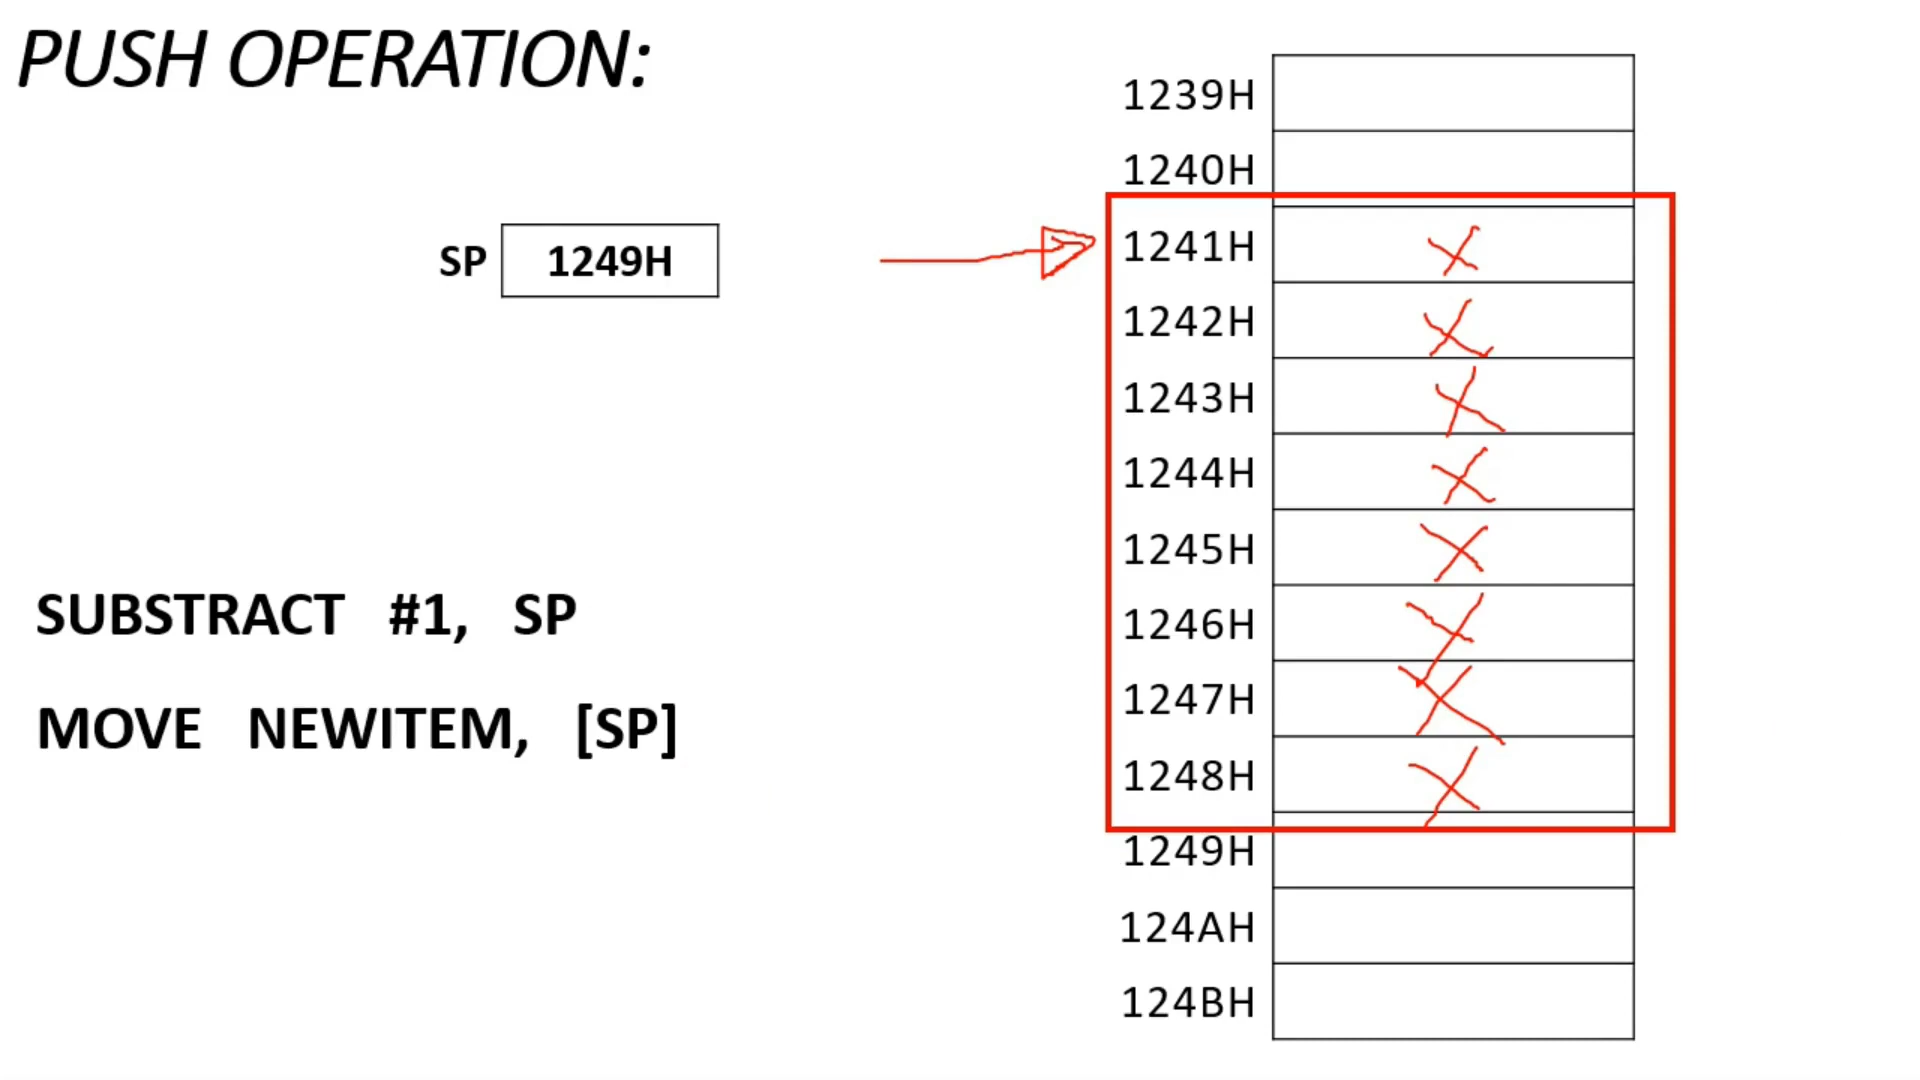 PUSH OPERATION:
SP 1249H
SUBSTRACT #1, SP
MOVE NEWITEM, [SP]
1239H
1240H
1241H
1242H
1243H
1244H
1245H
1246H
1247H
1248H
1249H
124AH
124BH